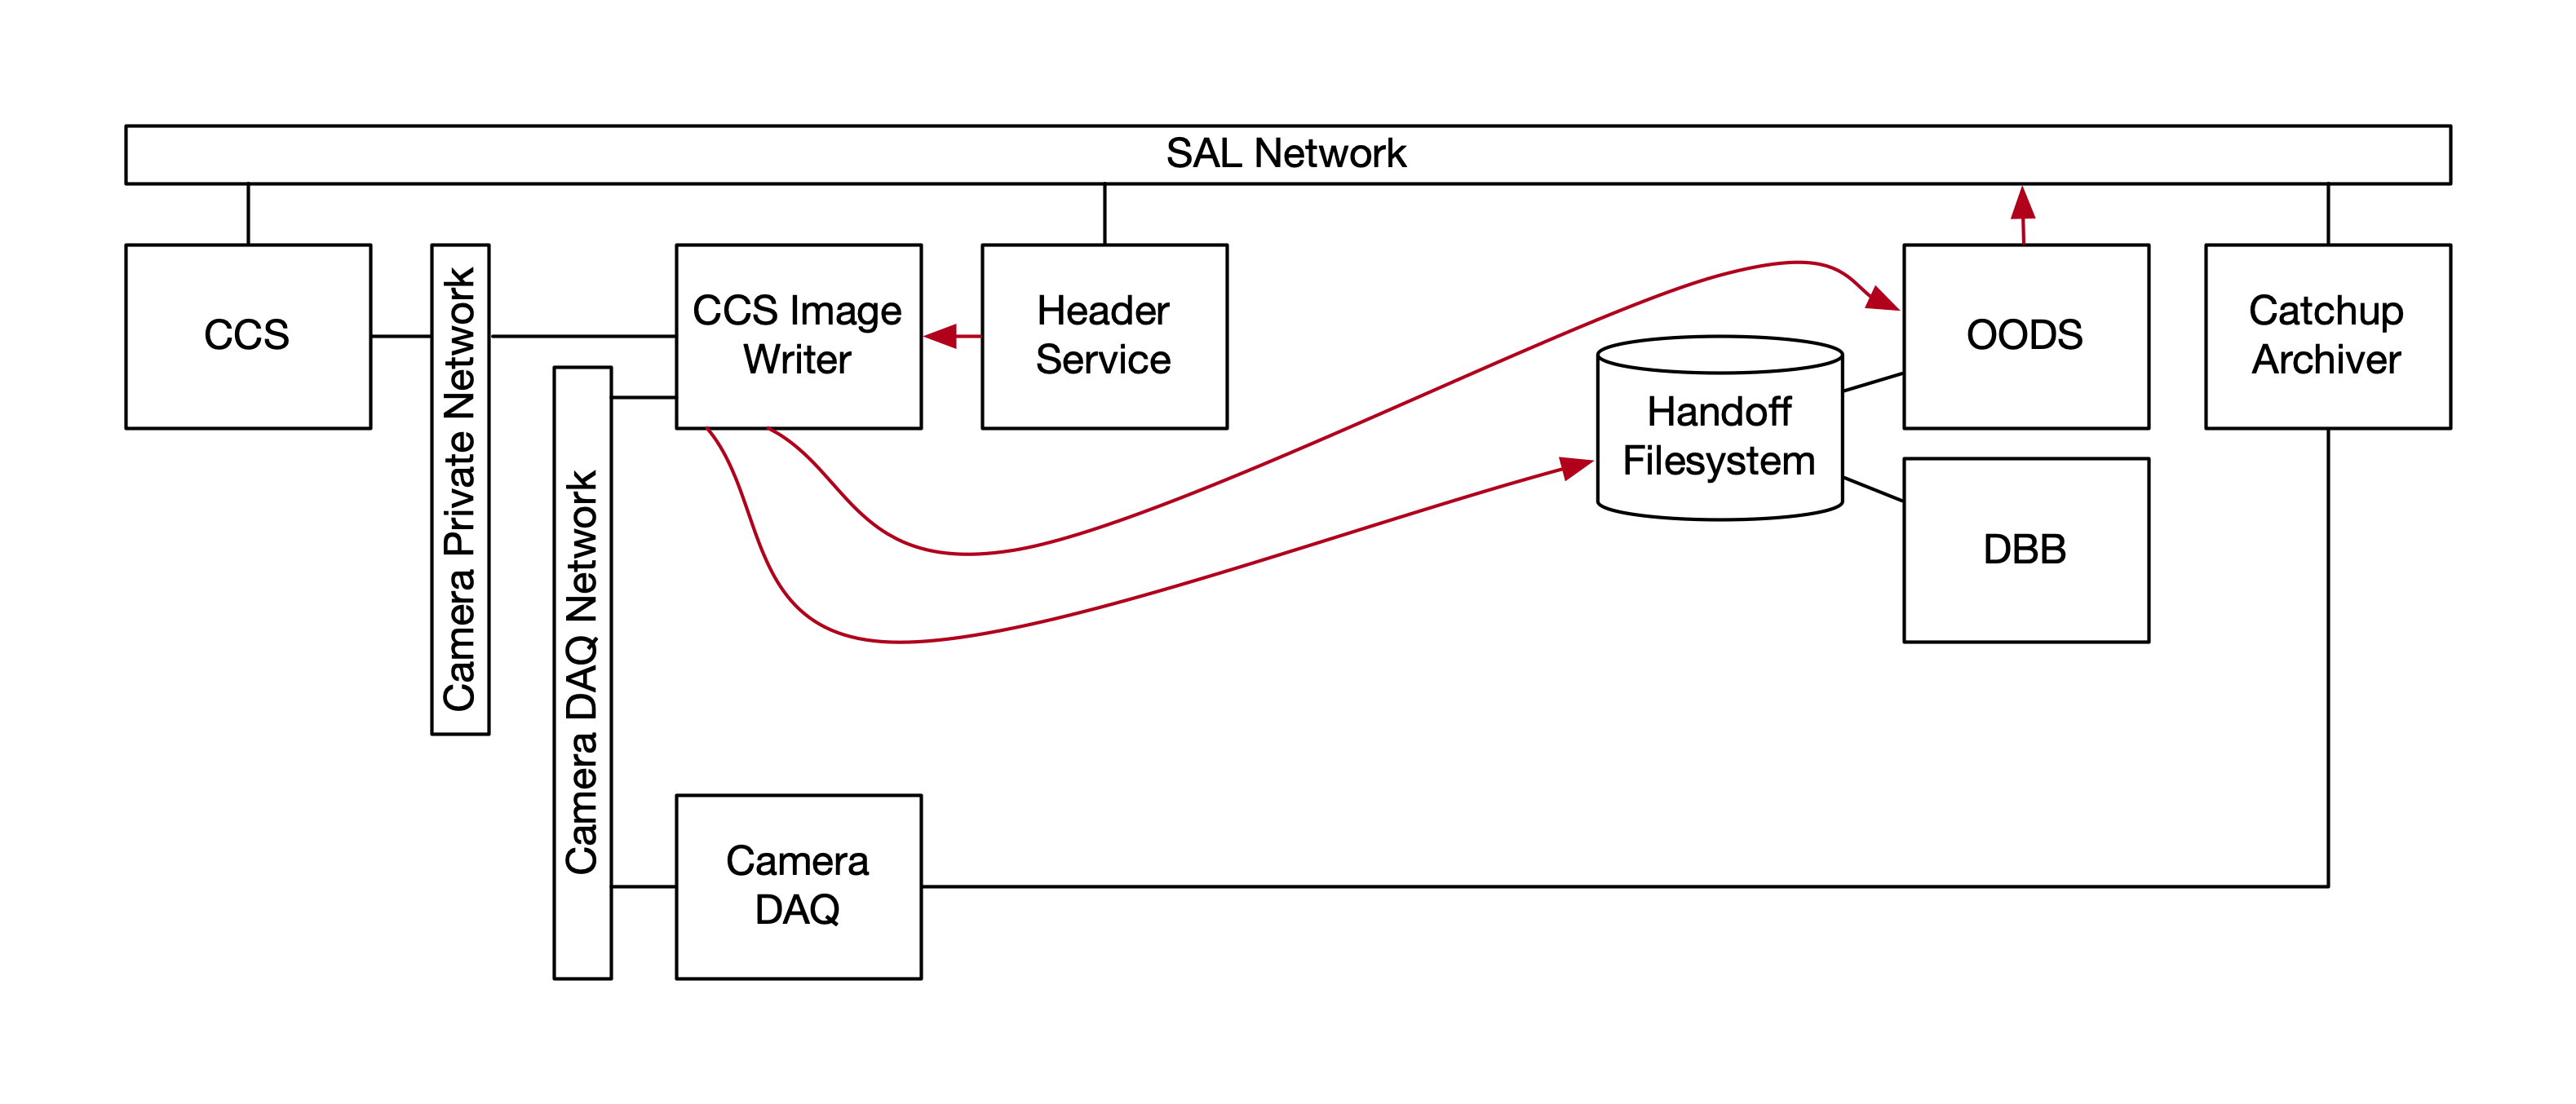 SAL Network
CCS
Camera Private Network
CCS Image
Writer
Header
Service
OODS
Catchup
Archiver
Handoff
Filesystem
Camera DAQ Network
DBB
Camera
DAQ